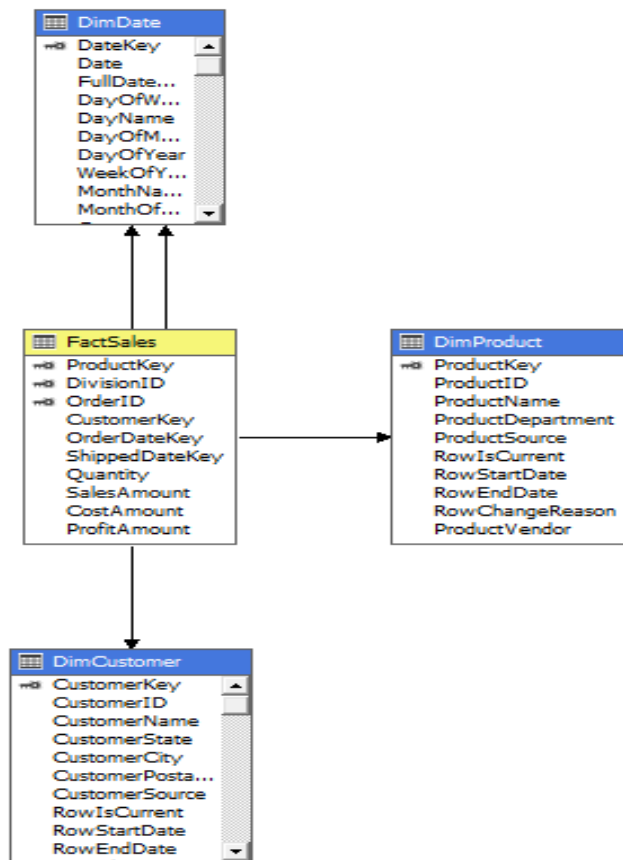 DimDate
DateKey
Date
FullDate...
DayOfW...
DayName
DayOfM...
DayOfYear
WeekOfY...
MonthNa...
MonthOf...
FactSales
ProductKey
DivisionID
OrderID
CustomerKey
OrderDateKey
ShippedDateKey
Quantity
SalesAmount
CostAmount
ProfitAmount
DimProduct
ProductKey
ProductID
ProductName
ProductDepartment
ProductSource
RowIsCurrent
RowStartDate
RowEndDate
RowChangeReason
ProductVendor
DimCustomer
CustomerKey
CustomerID
CustomerName
CustomerState
CustomerCity
CustomerPosta...
CustomerSource
RowIsCurrent
RowStartDate
RowEndDate